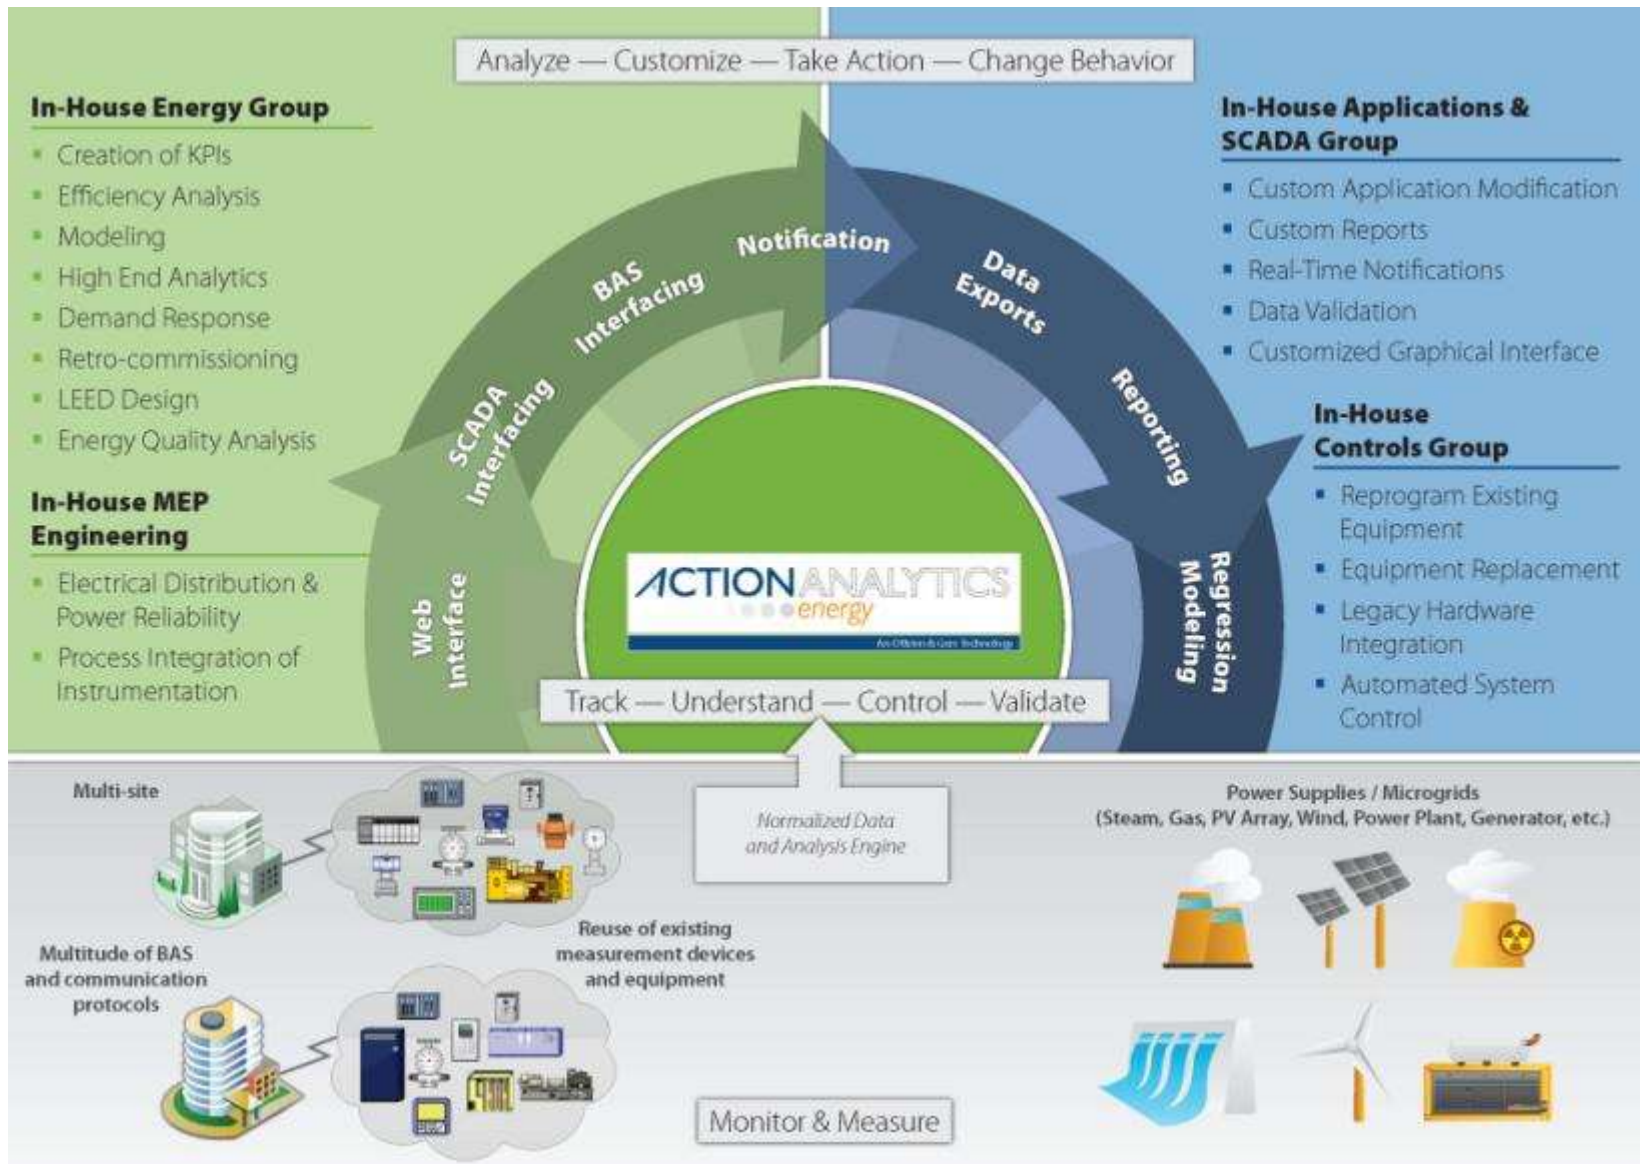 Analyze — Customize — Take Action — Change Behavior
In-House Energy Group
Creation of KPIs
Efficiency Analysis
Modeling
High End Analytics
Demand Response
Retro-commissioning
LEED Design
Energy Quality Analysis
In-House MEP
Engineering
Electrical Distribution &
Power Reliability
Process Integration of
Instrumentation
Web
Interface
SCADA
Interfacing
BAS
Interfacing
Notification
Data
Exports
Reporting
Regression
Modeling
In-House Applications &
SCADA Group
Custom Application Modification
Custom Reports
Real-Time Notifications
Data Validation
Customized Graphical Interface
In-House
Controls Group
Reprogram Existing
Equipment
Equipment Replacement
Legacy Hardware
Integration
Automated System
Control
ACTION ANALYTICS
energy
An O'Brien & Gere Technology
Track — Understand — Control — Validate
Normalized Data
and Analysis Engine
Multi-site
Multitude of BAS
and communication
protocols
Reuse of existing
measurement devices
and equipment
Power Supplies / Microgrids
(Steam, Gas, PV Array, Wind, Power Plant, Generator, etc.)
Monitor & Measure